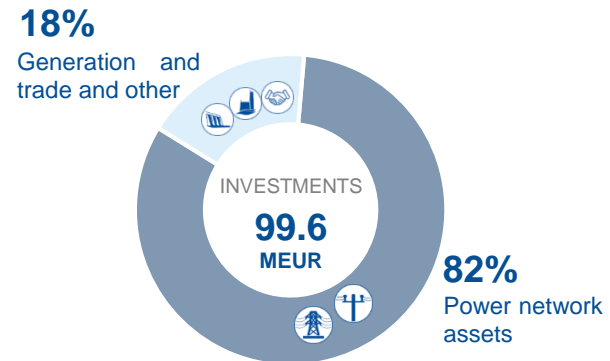 18%
Generation and
trade and other
INVESTMENTS
99.6
MEUR
82%
Power network
assets